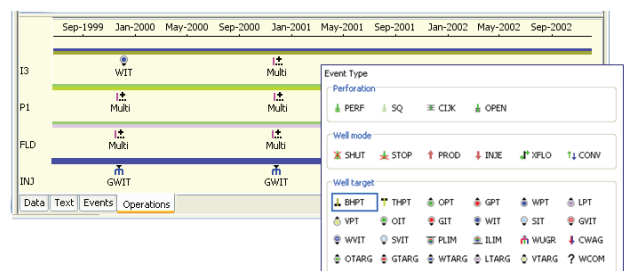 Sep-1999 Jan-2000 May-2000 Sep-2000 Jan-2001 May-2001 Sep-2001 Jan-2002 May-2002 Sep-2002
I3 WIT Multi
P1 Multi Multi
FLD Multi Multi
INJ GWIT GWIT
Data Text Events Operations
Event Type
Perforation
PERF SQ CIJK OPEN
Well mode
SHUT STOP PROD INJE XFLO CONV
Well target
BHPT THPT OPT GPT WPT LPT
VPT OIT GIT WIT SIT GVIT
WVIT SVIT PLIM ILIM WUGR CWAG
OTARG GTARG WTARG LTARG VTARG ? WCOM